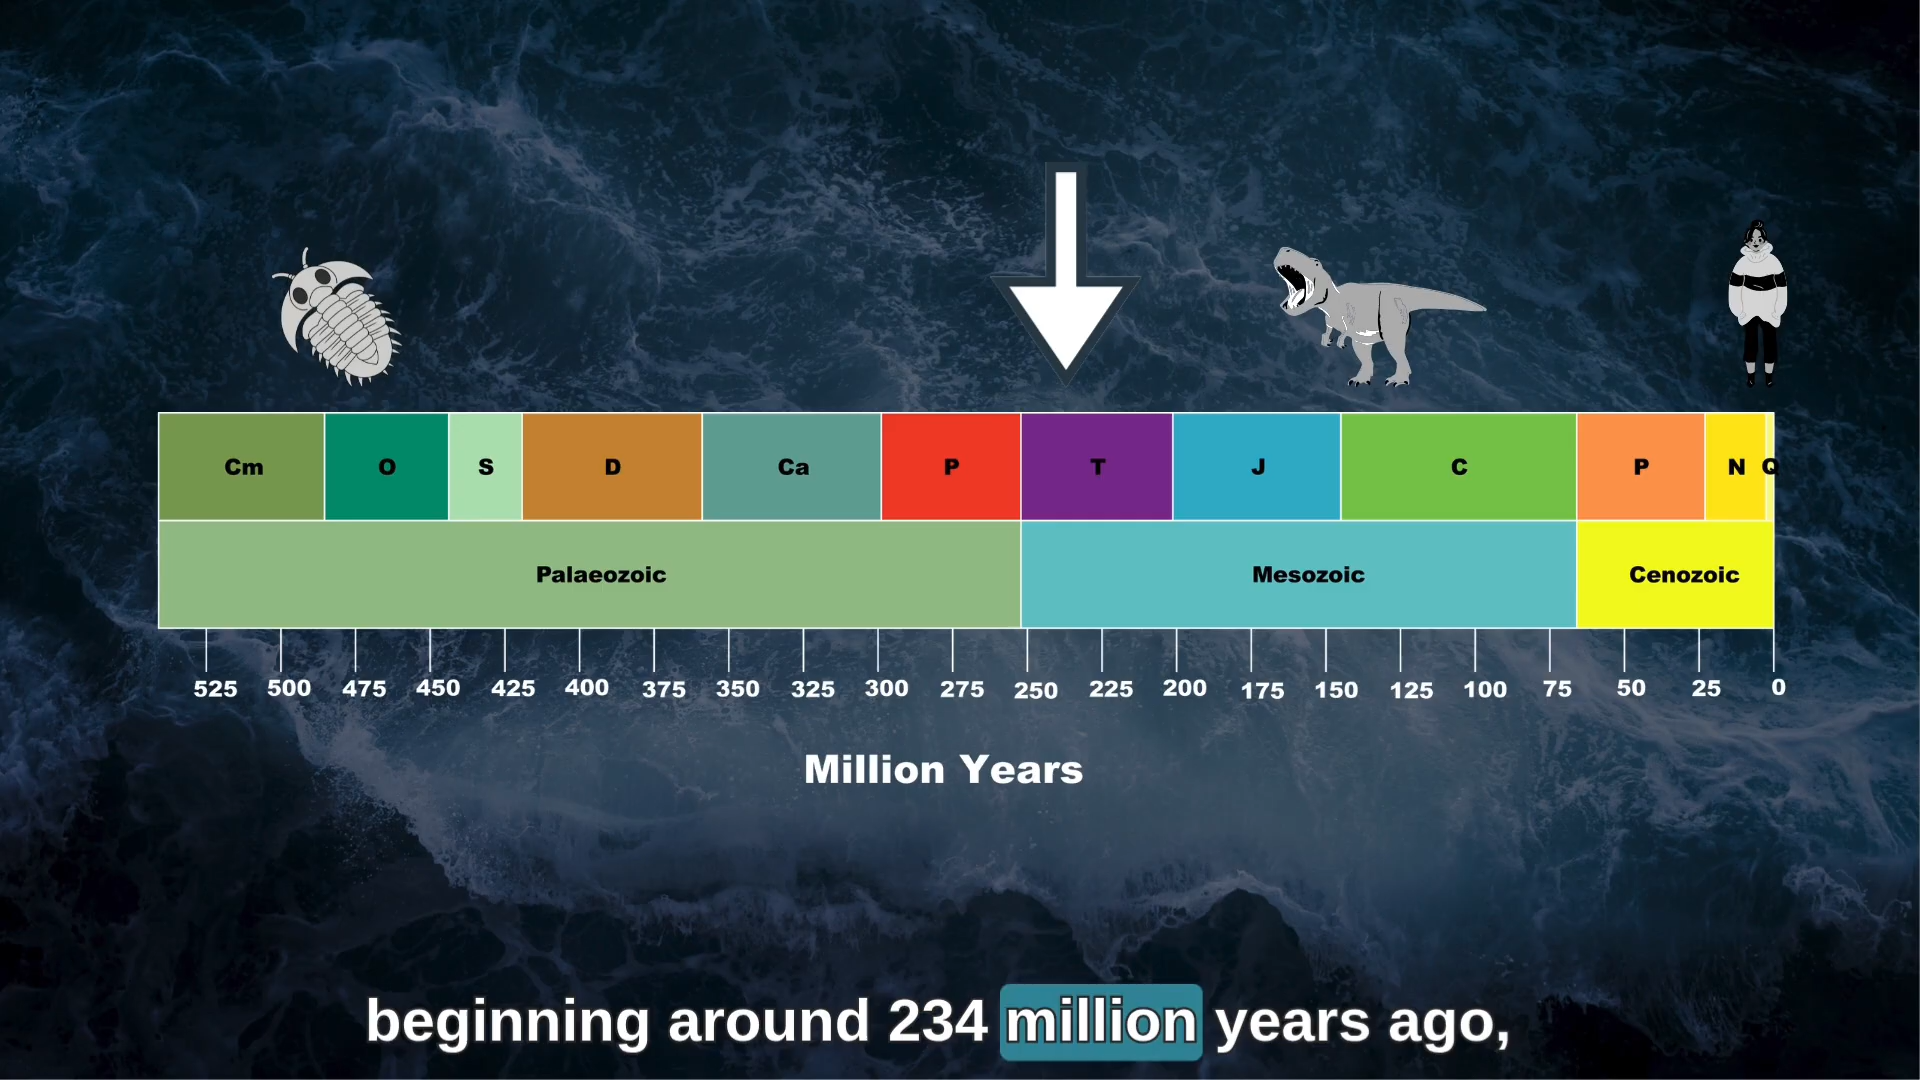 Cm O S D Ca P T J C P N Q
Palaeozoic Mesozoic Cenozoic
525 500 475 450 425 400 375 350 325 300 275 250 225 200 175 150 125 100 75 50 25 0
Million Years
beginning around 234 million years ago,